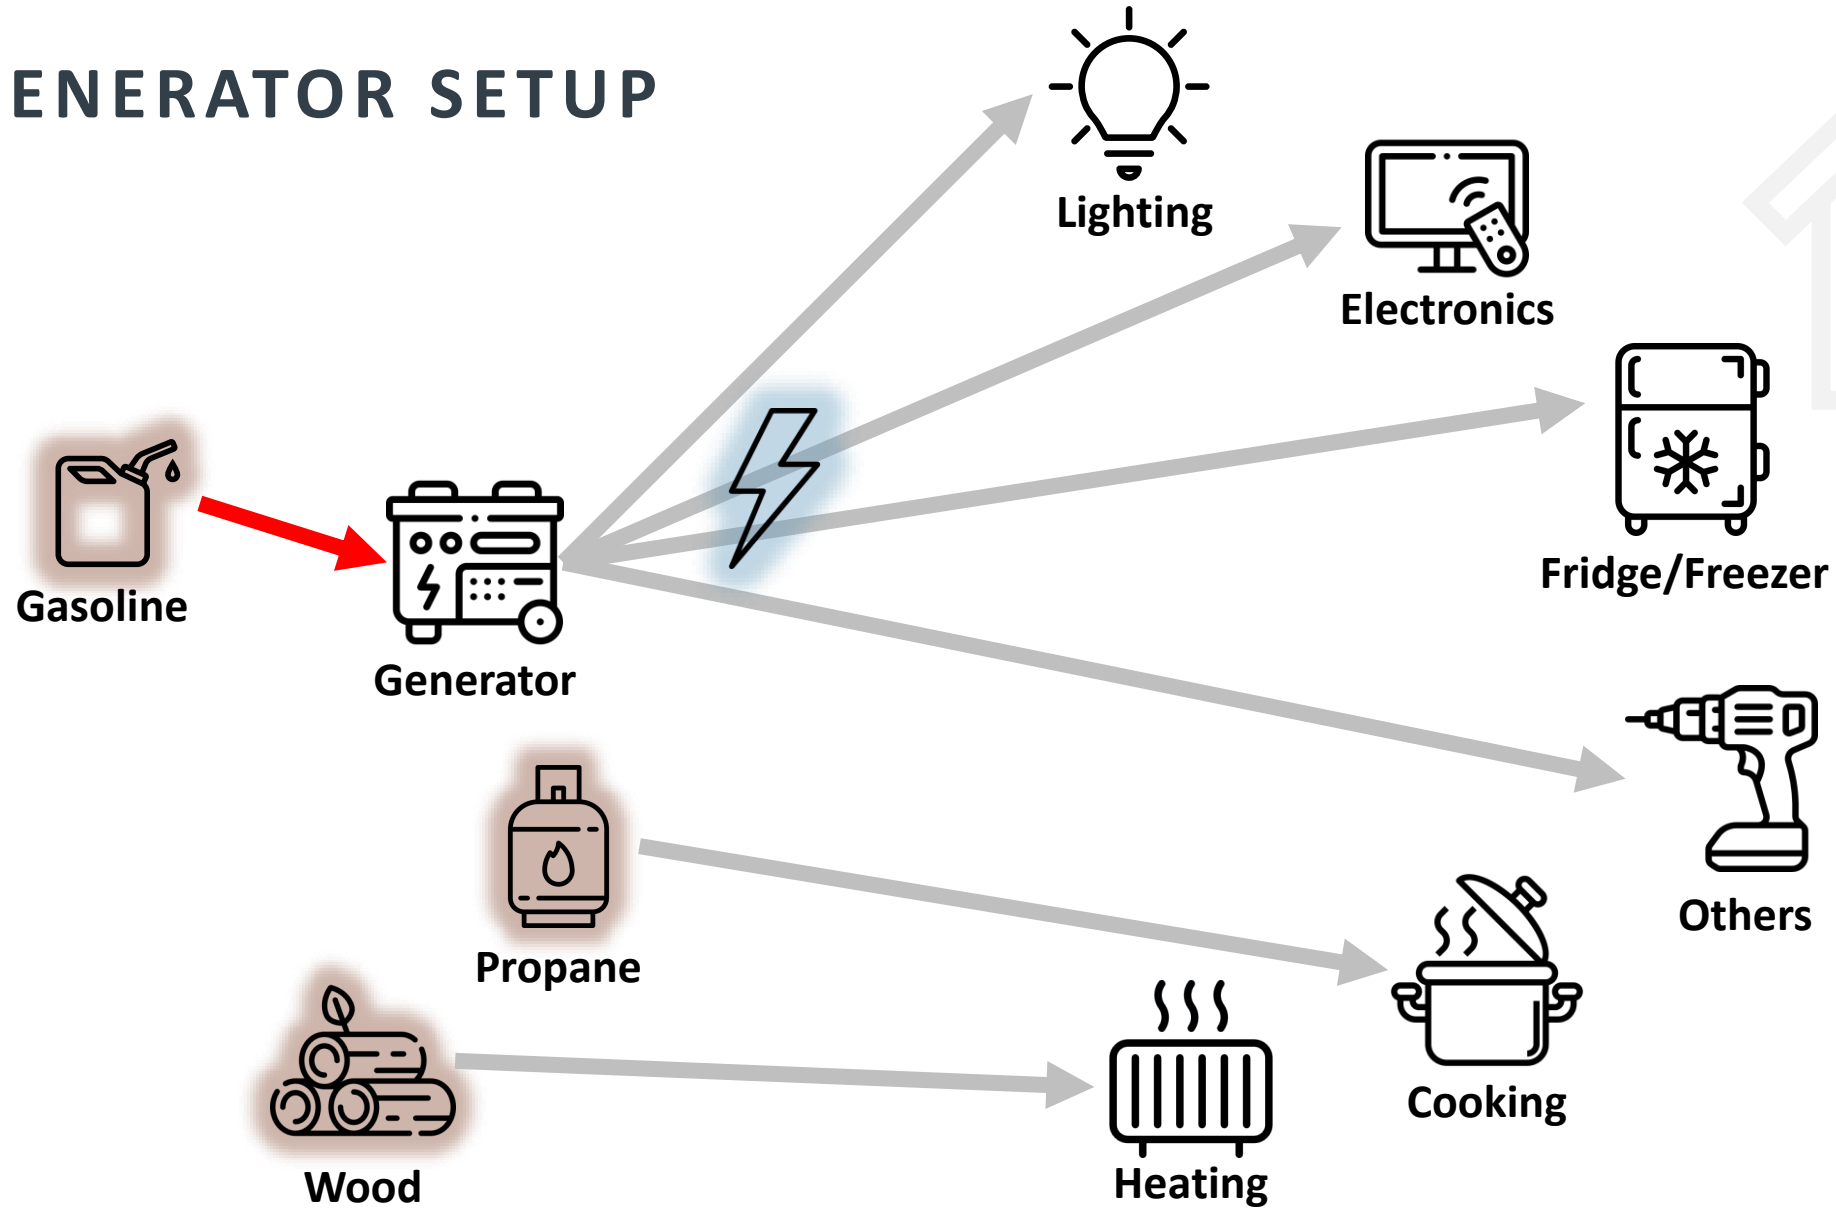 ENERATOR SETUP
Lighting
Electronics
Fridge/Freezer
Gasoline
Generator
Others
Propane
Cooking
Wood
Heating